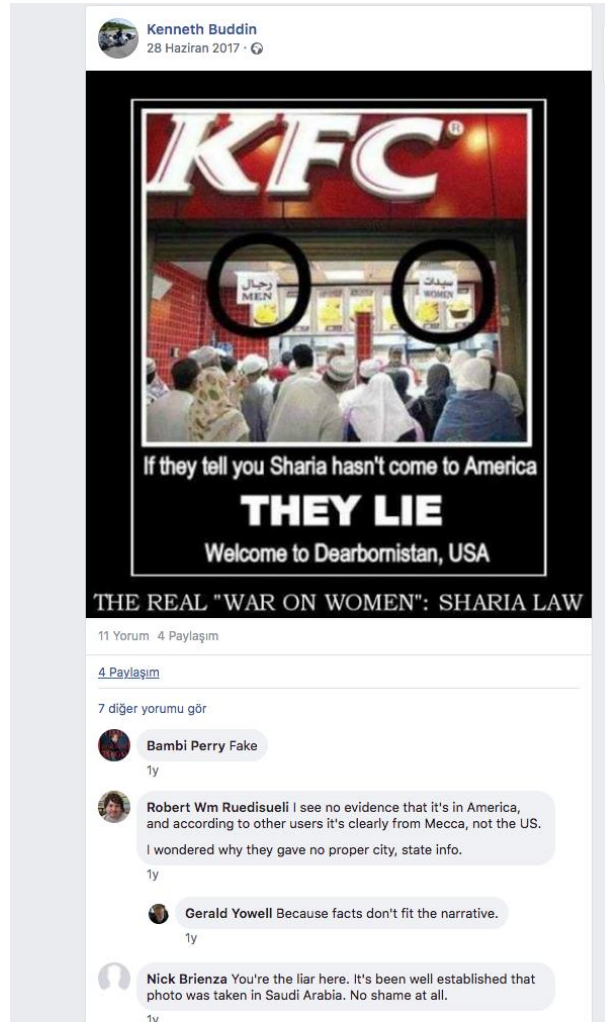 Kenneth Buddin
28 Haziran 2017 ·
KFC®
رجال
MEN
سيدات
WOMEN
If they tell you Sharia hasn't come to America
THEY LIE
Welcome to Dearbornistan, USA
THE REAL "WAR ON WOMEN": SHARIA LAW
11 Yorum 4 Paylaşım
4 Paylaşım
7 diğer yorumu gör
Bambi Perry Fake
1y
Robert Wm Ruedisueli I see no evidence that it's in America,
and according to other users it's clearly from Mecca, not the US.
I wondered why they gave no proper city, state info.
1y
Gerald Yowell Because facts don't fit the narrative.
1y
Nick Brienza You're the liar here. It's been well established that
photo was taken in Saudi Arabia. No shame at all.
1y